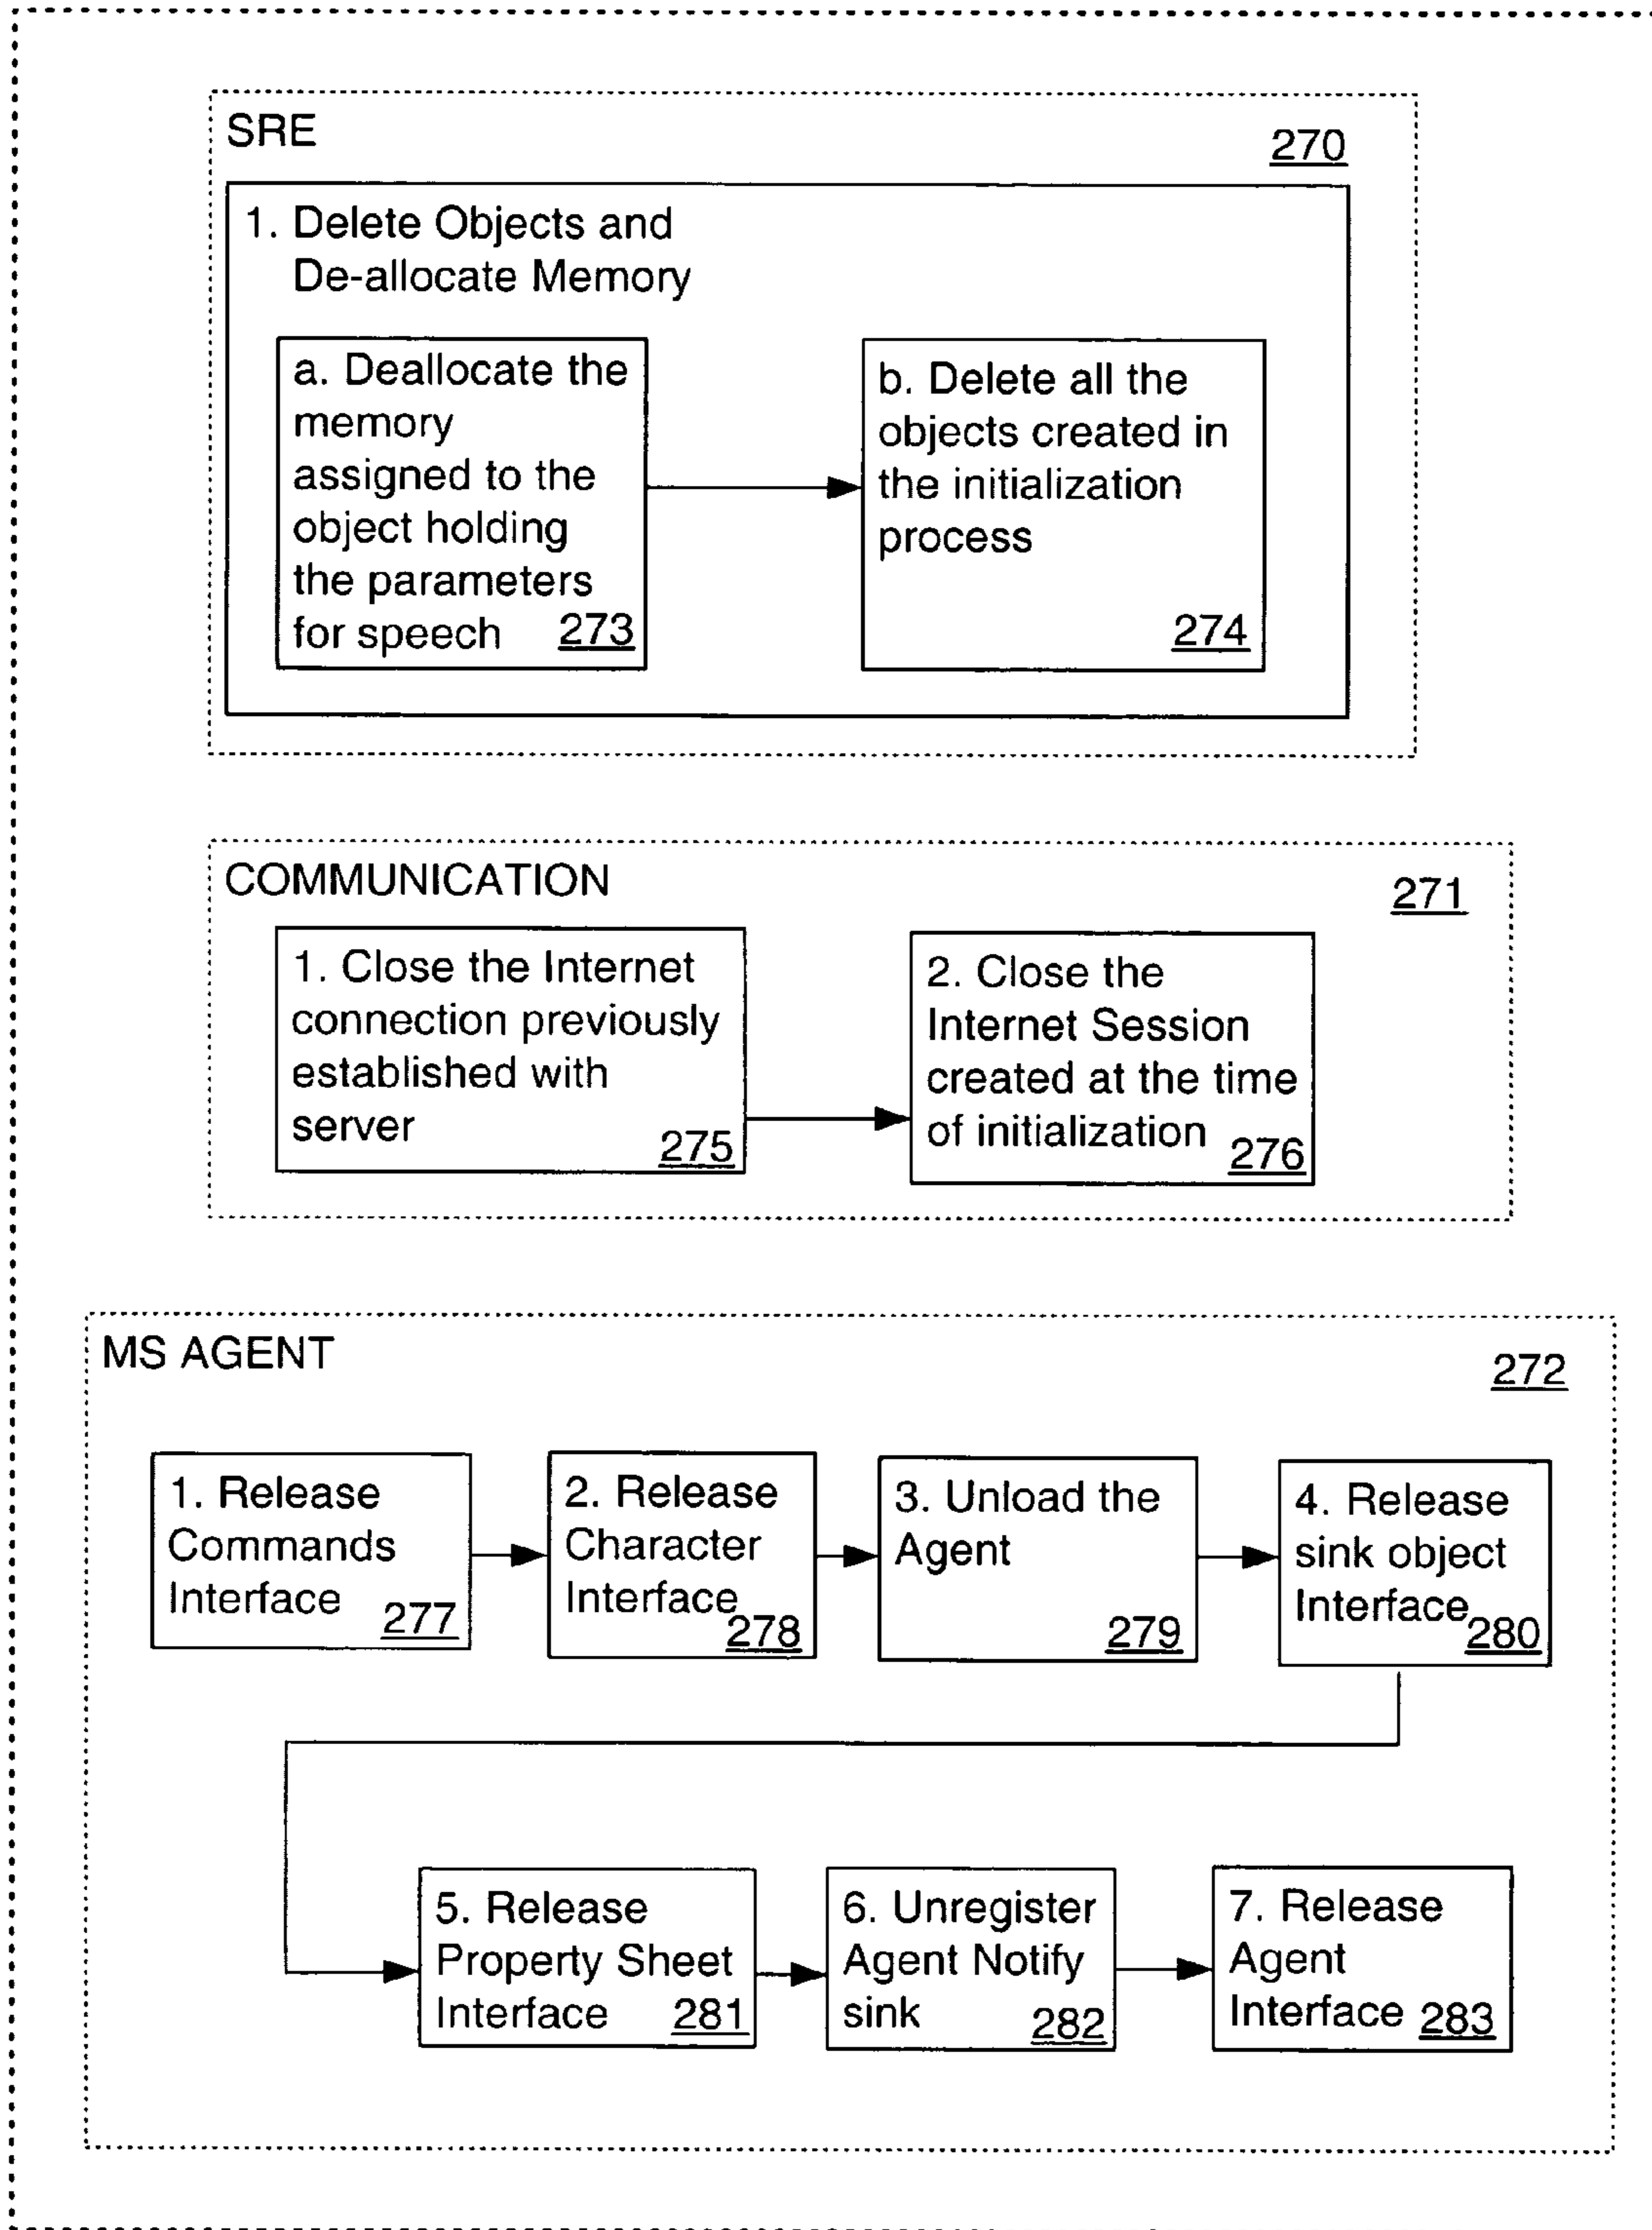 SRE
270
1. Delete Objects and
De-allocate Memory
a. Deallocate the
memory
assigned to the
object holding
the parameters
for speech 273
b. Delete all the
objects created in
the initialization
process
274
COMMUNICATION
271
1. Close the Internet
connection previously
established with
server
275
2. Close the
Internet Session
created at the time
of initialization
276
MS AGENT
272
1. Release
Commands
Interface
277
2. Release
Character
Interface
278
3. Unload the
Agent
279
4. Release
sink object
Interface
280
5. Release
Property Sheet
Interface 281
6. Unregister
Agent Notify
sink 282
7. Release
Agent
Interface 283